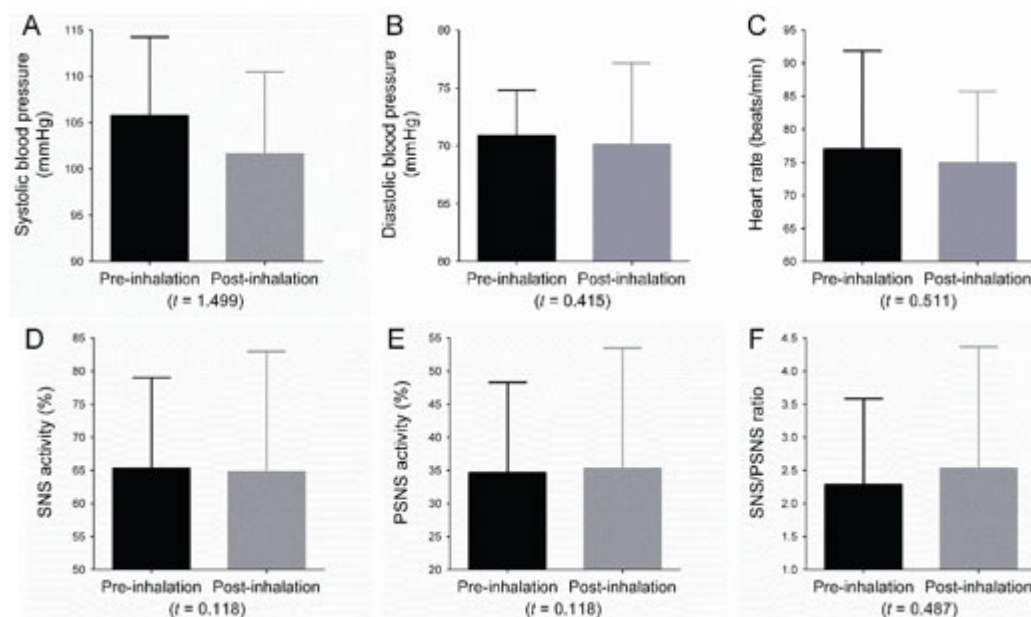 A
Systolic blood pressure
(mmHg)
115
110
105
100
95
90
Pre-inhalation Post-inhalation
(t = 1.499)
B
Diastolic blood pressure
(mmHg)
80
75
70
65
60
Pre-inhalation Post-inhalation
(t = 0.415)
C
Heart rate (beats/min)
95
90
85
80
75
70
65
60
Pre-inhalation Post-inhalation
(t = 0.511)
D
SNS activity (%)
85
80
75
70
65
60
55
50
Pre-inhalation Post-inhalation
(t = 0.118)
E
PSNS activity (%)
55
50
45
40
35
30
25
20
Pre-inhalation Post-inhalation
(t = 0.118)
F
SNS/PSNS ratio
4.5
4.0
3.5
3.0
2.5
2.0
1.5
1.0
Pre-inhalation Post-inhalation
(t = 0.487)